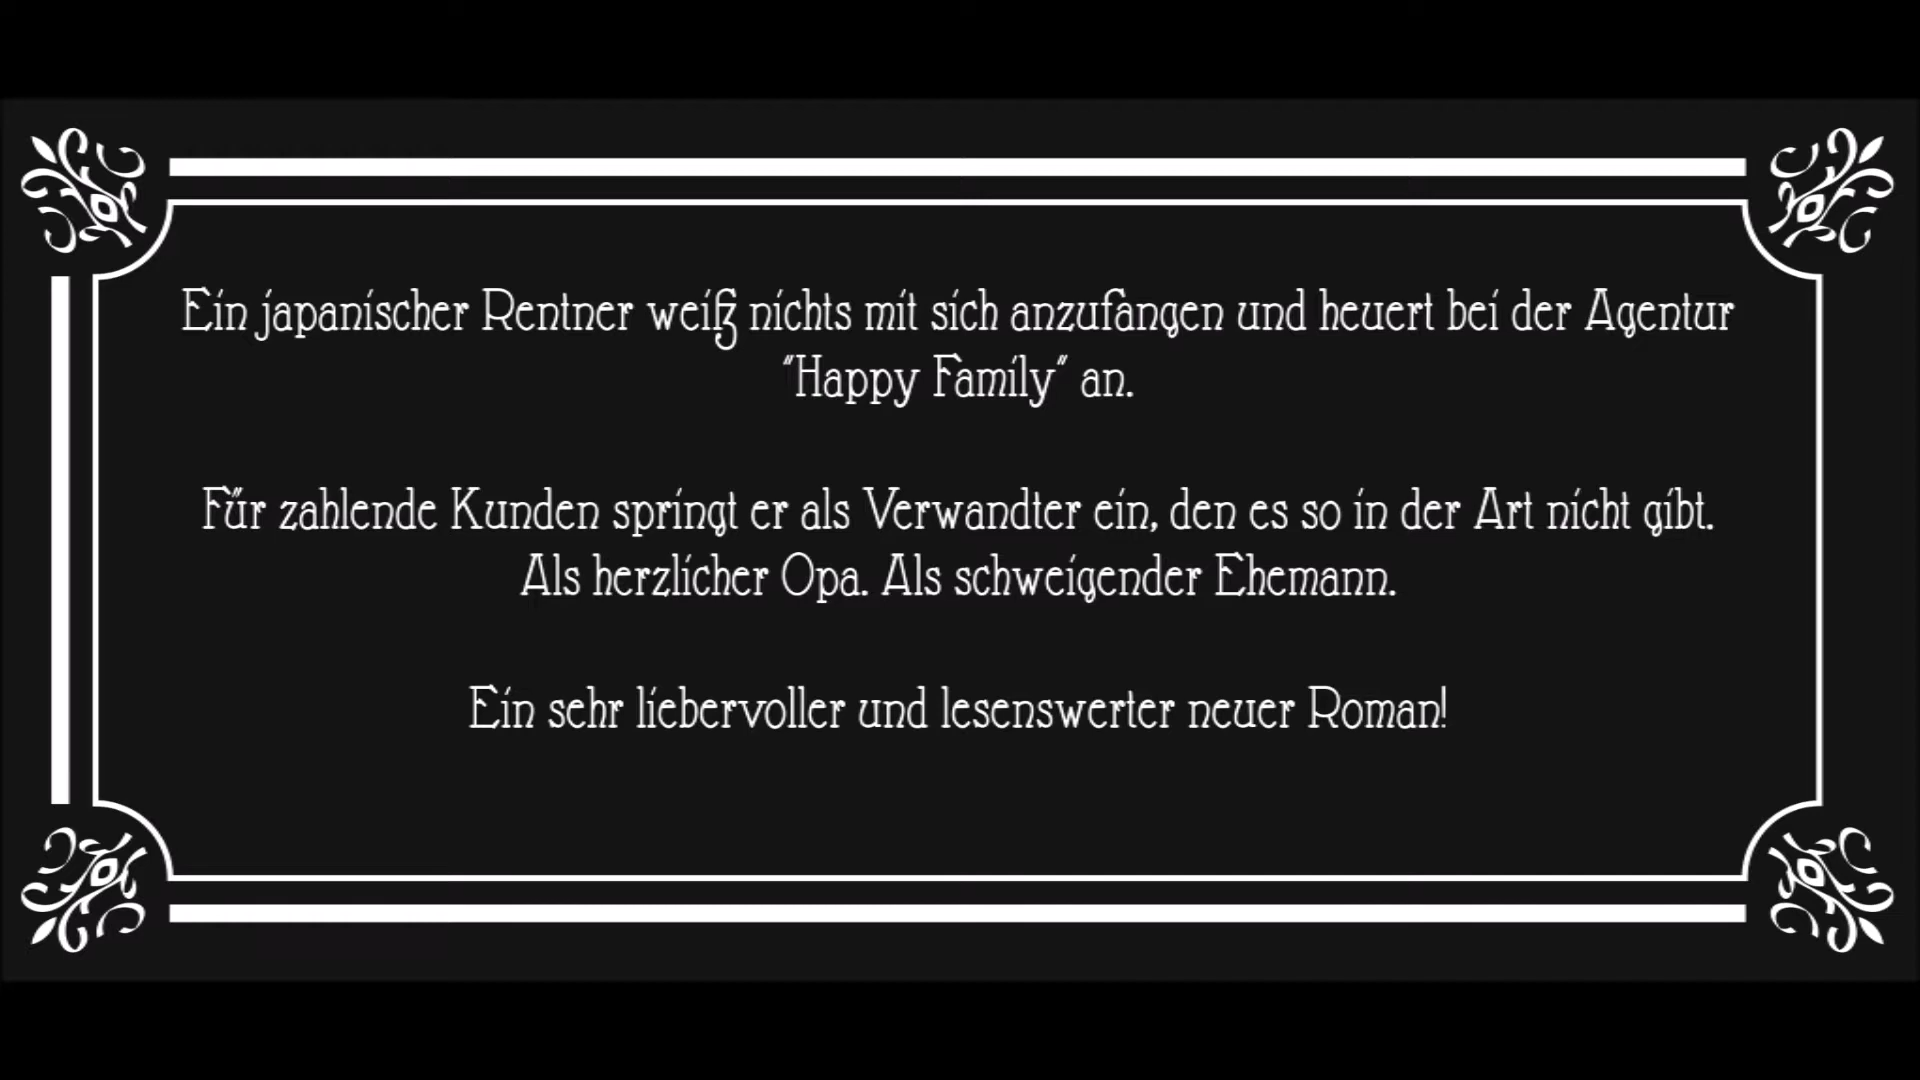 Ein japanischer Rentner weiß nichts mit sich anzufangen und heuert bei der Agentur
"Happy Family" an.
Für zahlende Kunden springt er als Verwandter ein, den es so in der Art nicht gibt.
Als herzlicher Opa. Als schweigender Ehemann.
Ein sehr liebervoller und lesenswerter neuer Roman!